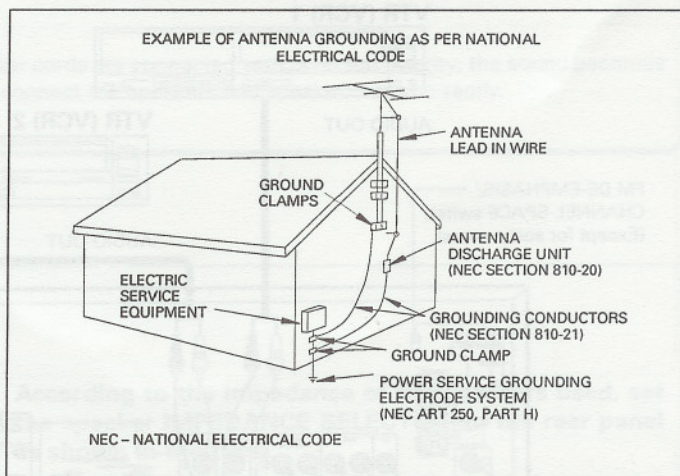 EXAMPLE OF ANTENNA GROUNDING AS PER NATIONAL
ELECTRICAL CODE
ANTENNA
LEAD IN WIRE
GROUND
CLAMPS
ANTENNA
DISCHARGE UNIT
(NEC SECTION 810-20)
ELECTRIC
SERVICE
EQUIPMENT
GROUNDING CONDUCTORS
(NEC SECTION 810-21)
GROUND CLAMP
POWER SERVICE GROUNDING
ELECTRODE SYSTEM
(NEC ART 250, PART H)
NEC – NATIONAL ELECTRICAL CODE